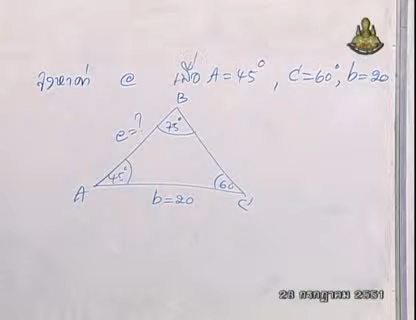 จงหาค่า c เมื่อ A = 45°, C = 60°, b = 20
B
c = ?
75°
45°
60
A
C
b = 20
28 กรกฎาคม 2551